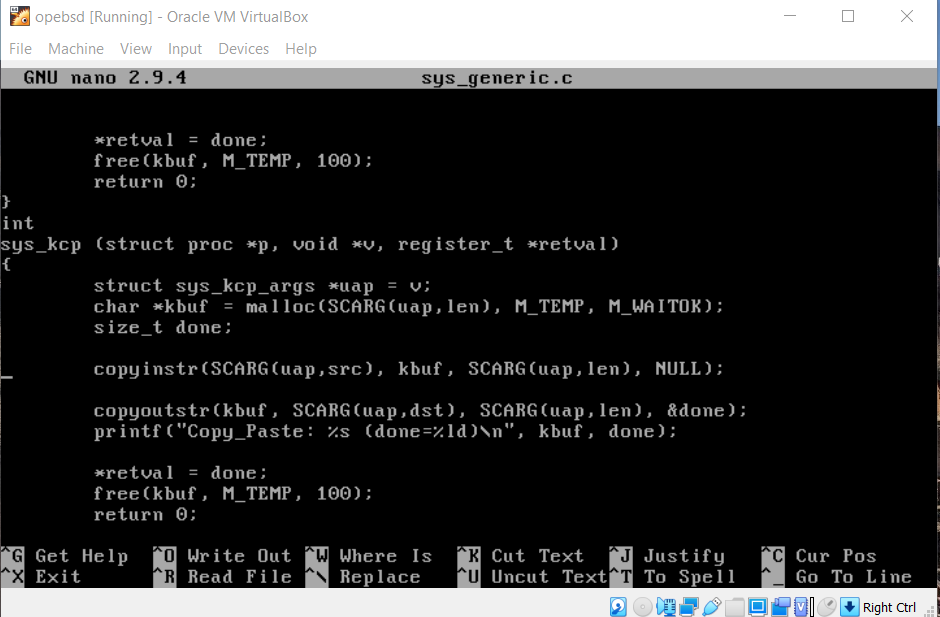 opebsd [Running] - Oracle VM VirtualBox
File Machine View Input Devices Help
GNU nano 2.9.4 sys_generic.c
*retval = done;
free(kbuf, M_TEMP, 100);
return 0;
}
int
sys_kcp (struct proc *p, void *v, register_t *retval)
{
struct sys_kcp_args *uap = v;
char *kbuf = malloc(SCARG(uap,len), M_TEMP, M_WAITOK);
size_t done;
copyinstr(SCARG(uap,src), kbuf, SCARG(uap,len), NULL);
copyoutstr(kbuf, SCARG(uap,dst), SCARG(uap,len), &done);
printf("Copy_Paste: %s (done=%ld)\n", kbuf, done);
*retval = done;
free(kbuf, M_TEMP, 100);
return 0;
^G Get Help ^O Write Out ^W Where Is ^K Cut Text ^J Justify ^C Cur Pos
^X Exit ^R Read File ^\ Replace ^U Uncut Text ^T To Spell ^_ Go To Line
Right Ctrl